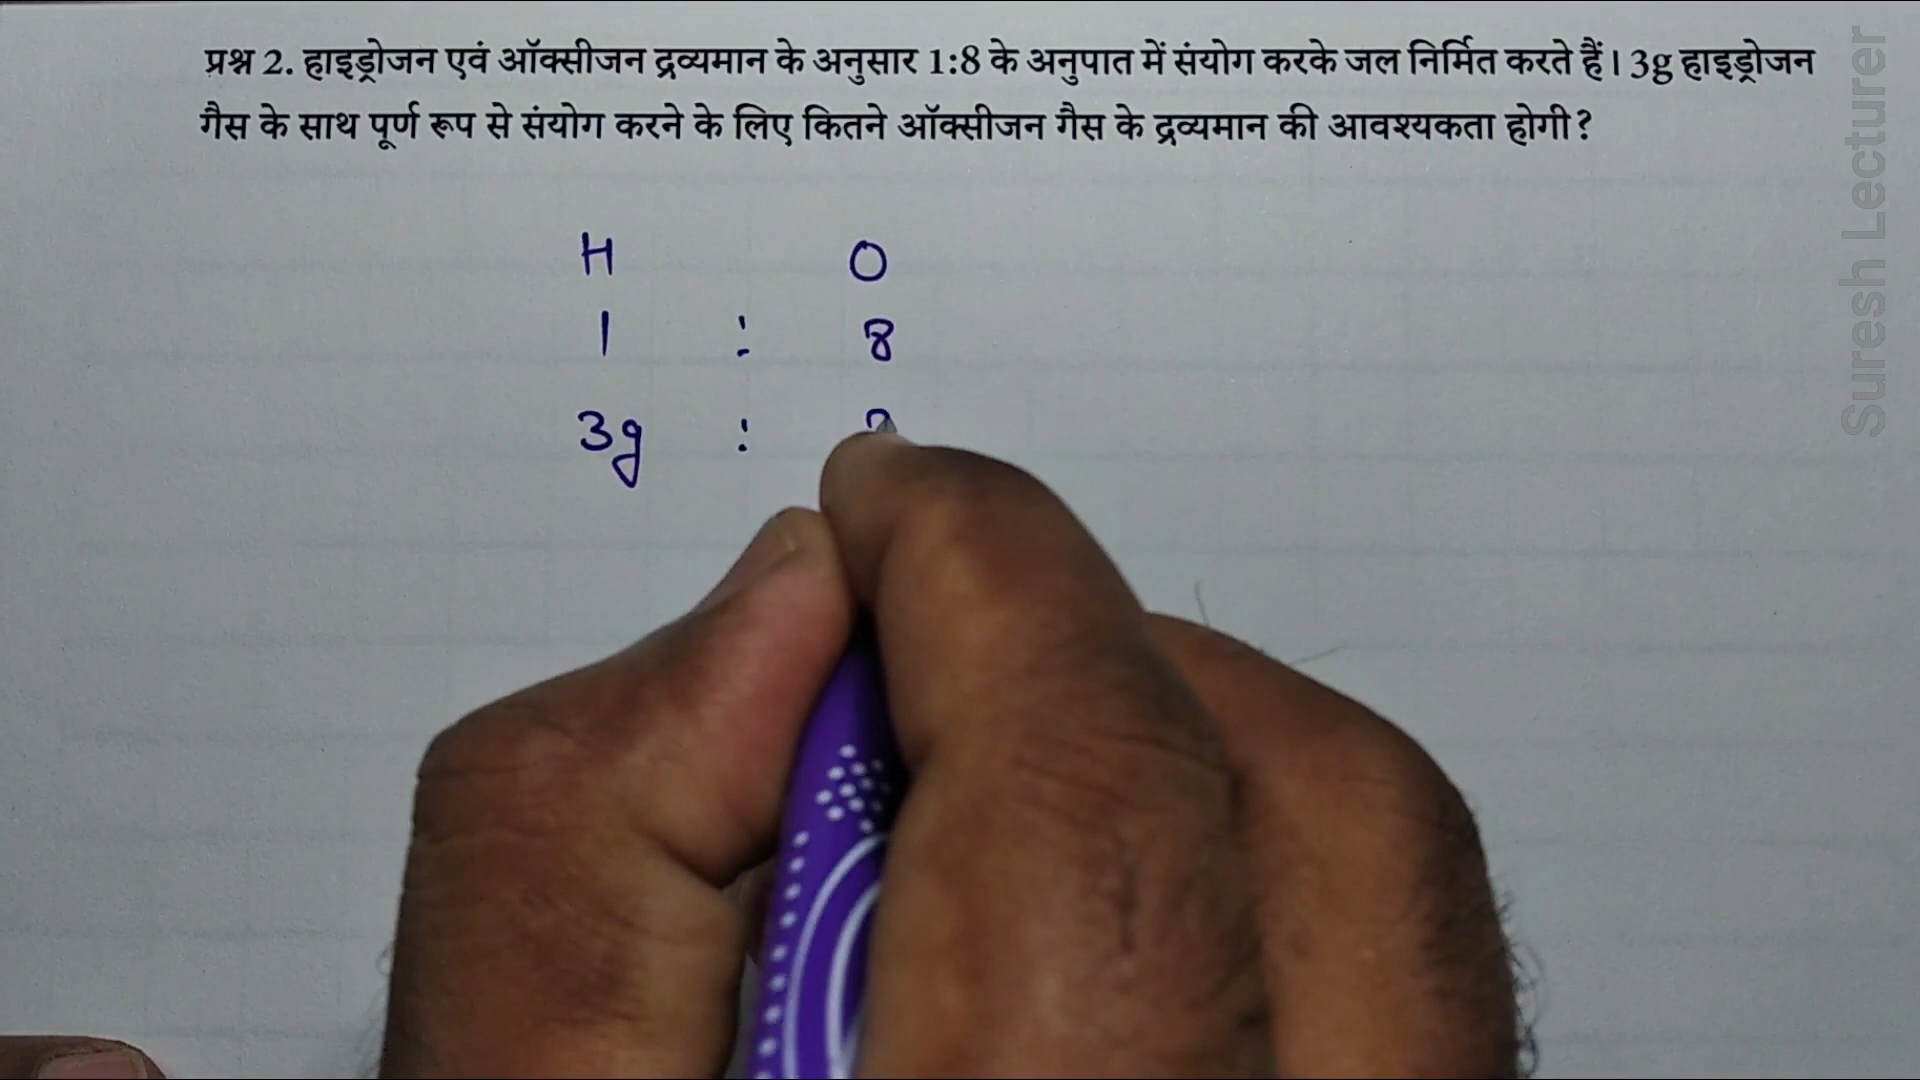 प्रश्न 2. हाइड्रोजन एवं ऑक्सीजन द्रव्यमान के अनुसार 1:8 के अनुपात में संयोग करके जल निर्मित करते हैं। 3g हाइड्रोजन
गैस के साथ पूर्ण रूप से संयोग करने के लिए कितने ऑक्सीजन गैस के द्रव्यमान की आवश्यकता होगी?
H O
1 : 8
3g :
Suresh Lecturer